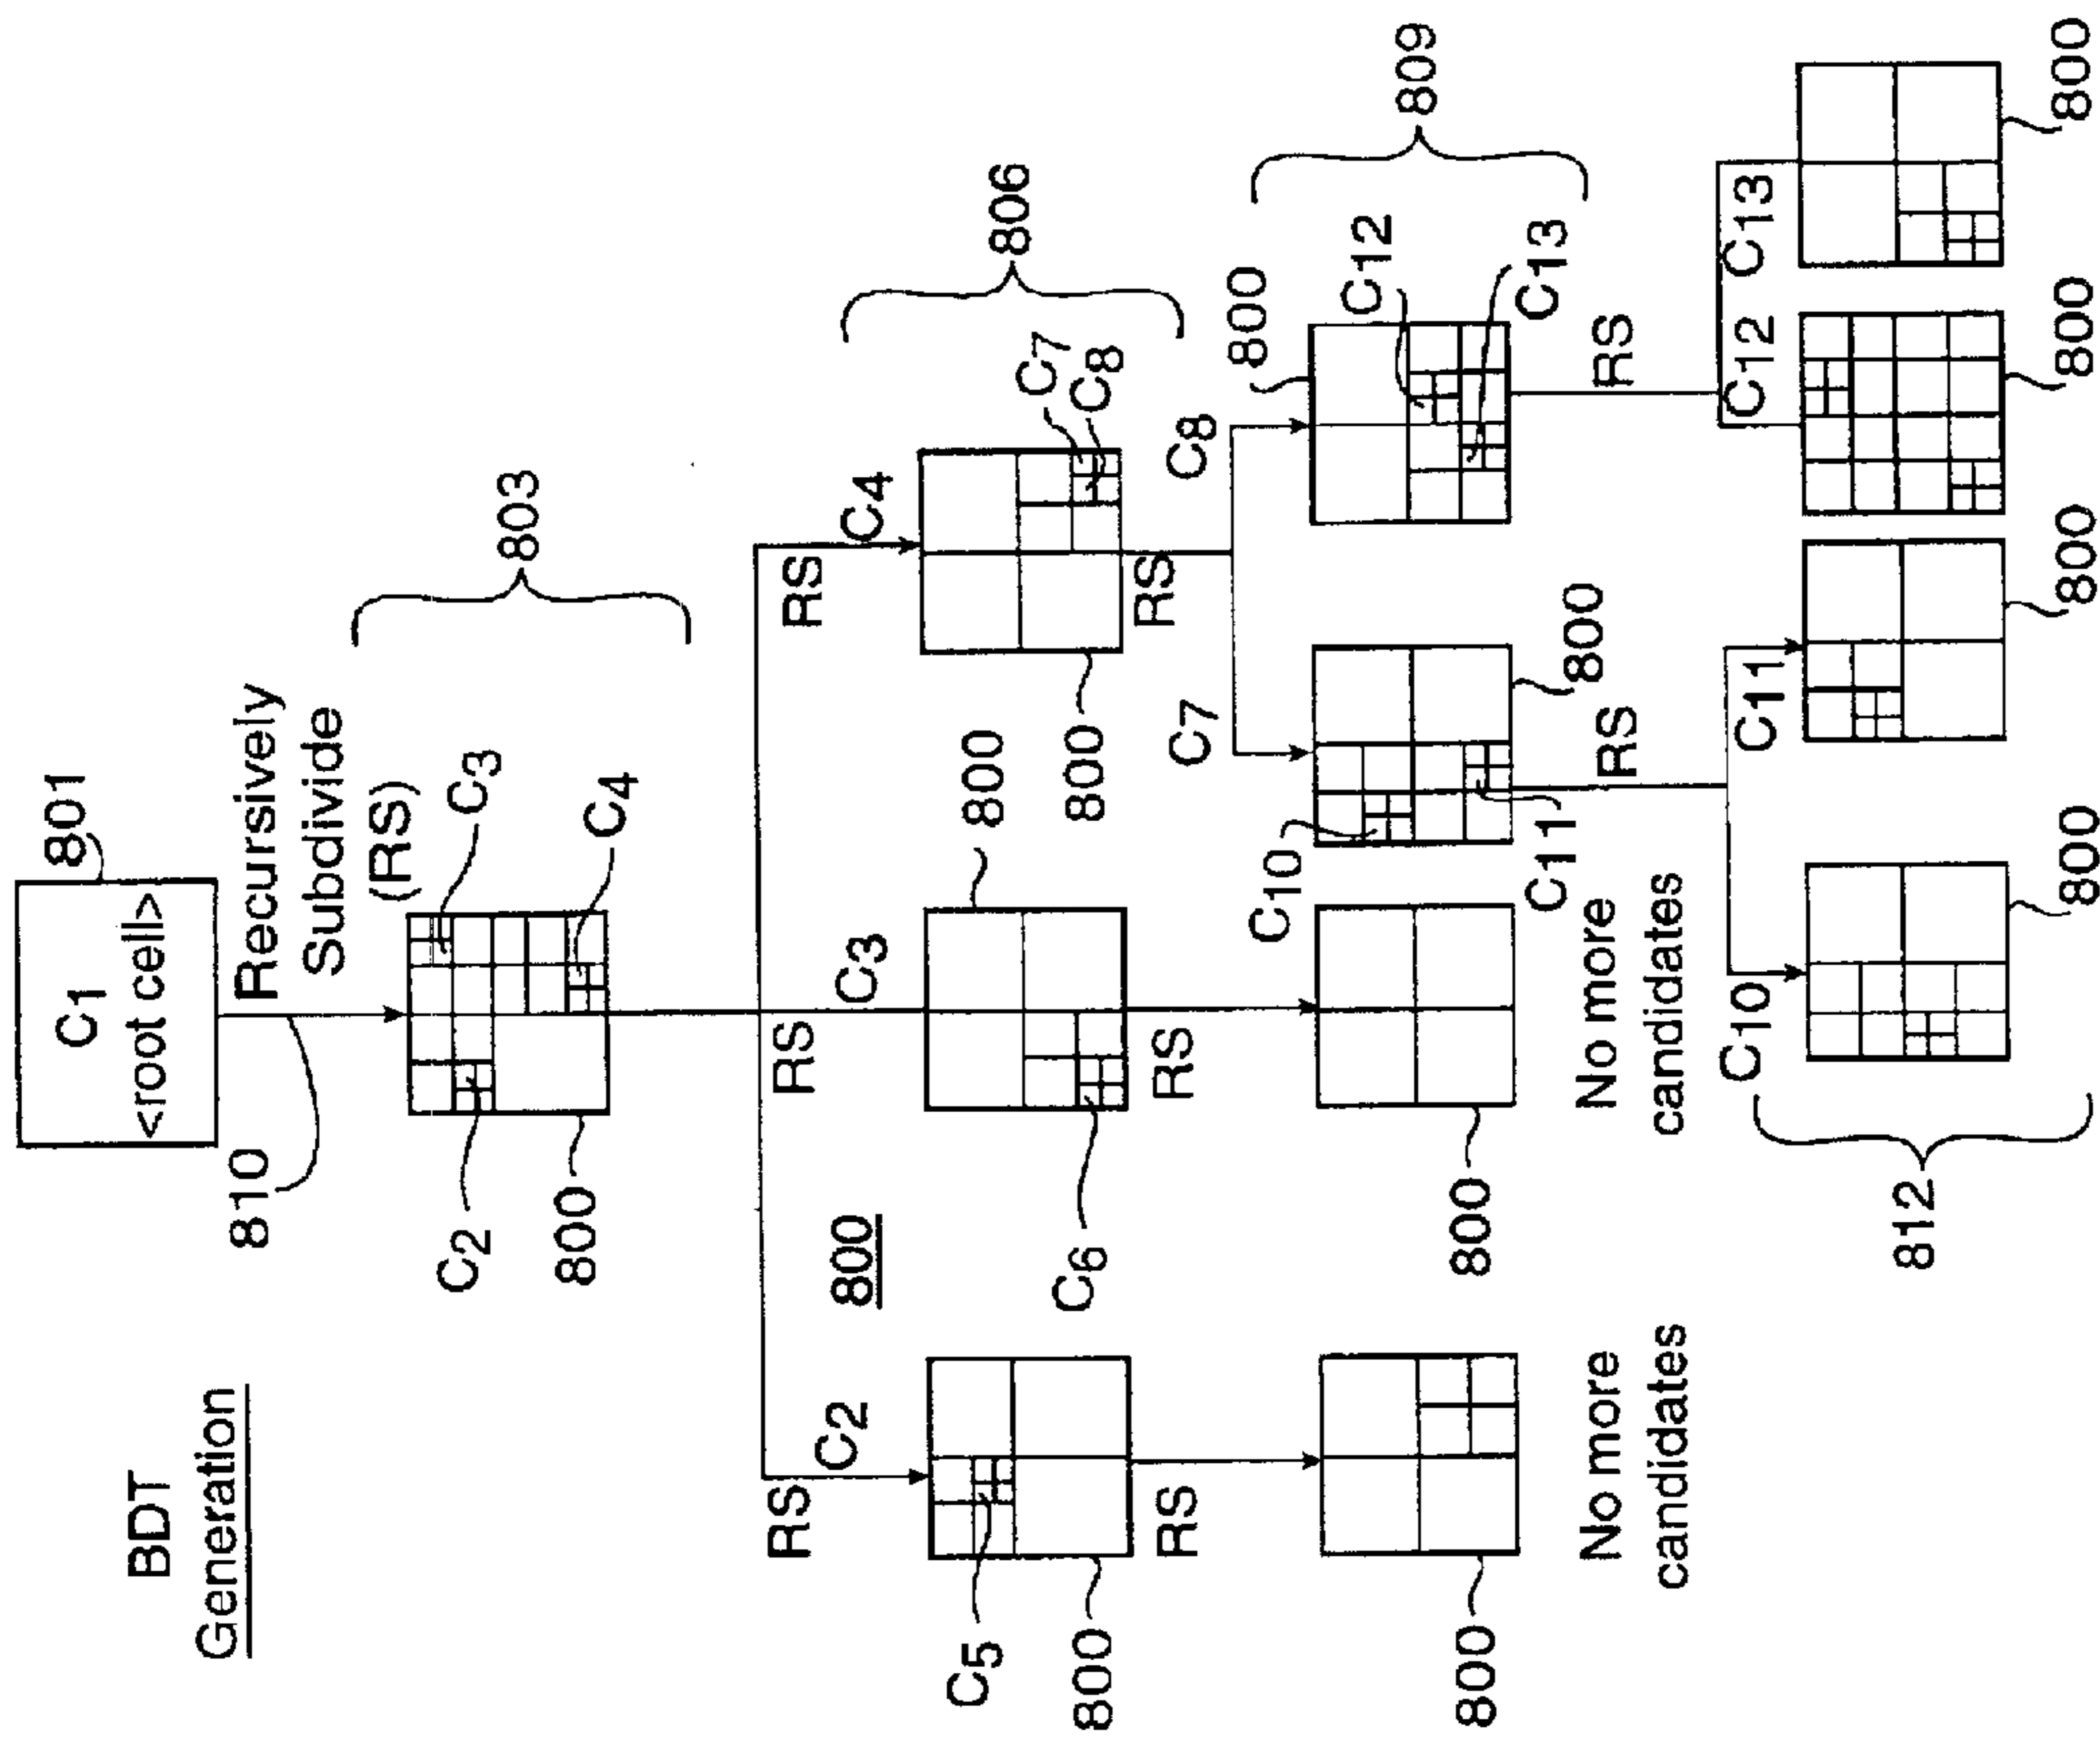 BDT
Generation
C1
<root cell>
801
810
Recursively
Subdivide
(RS)
803
C2
C3
C4
800
RS
C2
RS
C3
RS
C4
800
806
C5
800
C6
800
C7
C8
800
RS
RS
RS
C7
C8
809
800
No more
candidates
800
No more
candidates
C10
C11
800
C12
C13
800
RS
RS
C10
C11
C12
C13
812
800
800
800
800